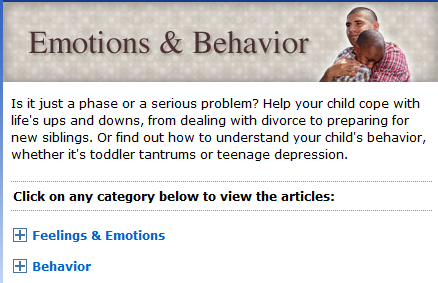 Emotions & Behavior
Is it just a phase or a serious problem? Help your child cope with
life's ups and downs, from dealing with divorce to preparing for
new siblings. Or find out how to understand your child's behavior,
whether it's toddler tantrums or teenage depression.
Click on any category below to view the articles:
Feelings & Emotions
Behavior